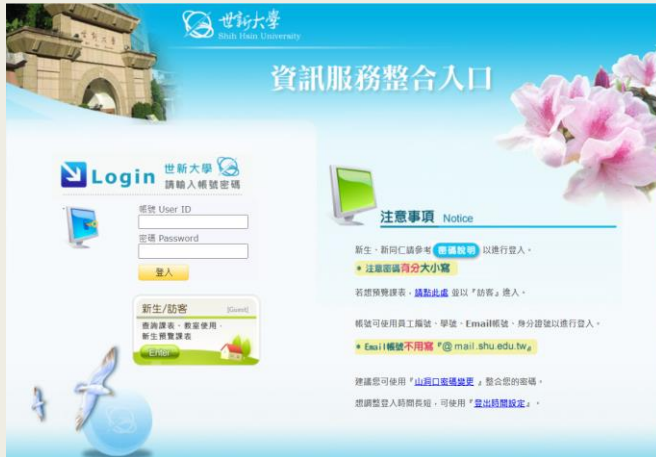 世新大學
Shih Hsin University
資訊服務整合入口
Login 世新大學
請輸入帳號密碼
帳號 User ID
密碼 Password
登入
新生/訪客 [Guest]
查詢課表、教室使用、
新生預覽課表
Enter
注意事項 Notice
新生、新同仁請參考 密碼說明 以進行登入。
* 注意密碼有分大小寫
若想預覽課表，請點此處 並以『訪客』進入。
帳號可使用員工編號、學號、Email帳號、身分證號以進行登入。
* Email帳號不用寫『@mail.shu.edu.tw』
建議您可使用『山洞口密碼變更』整合您的密碼。
想調整登入時間長短，可使用『登出時間設定』。